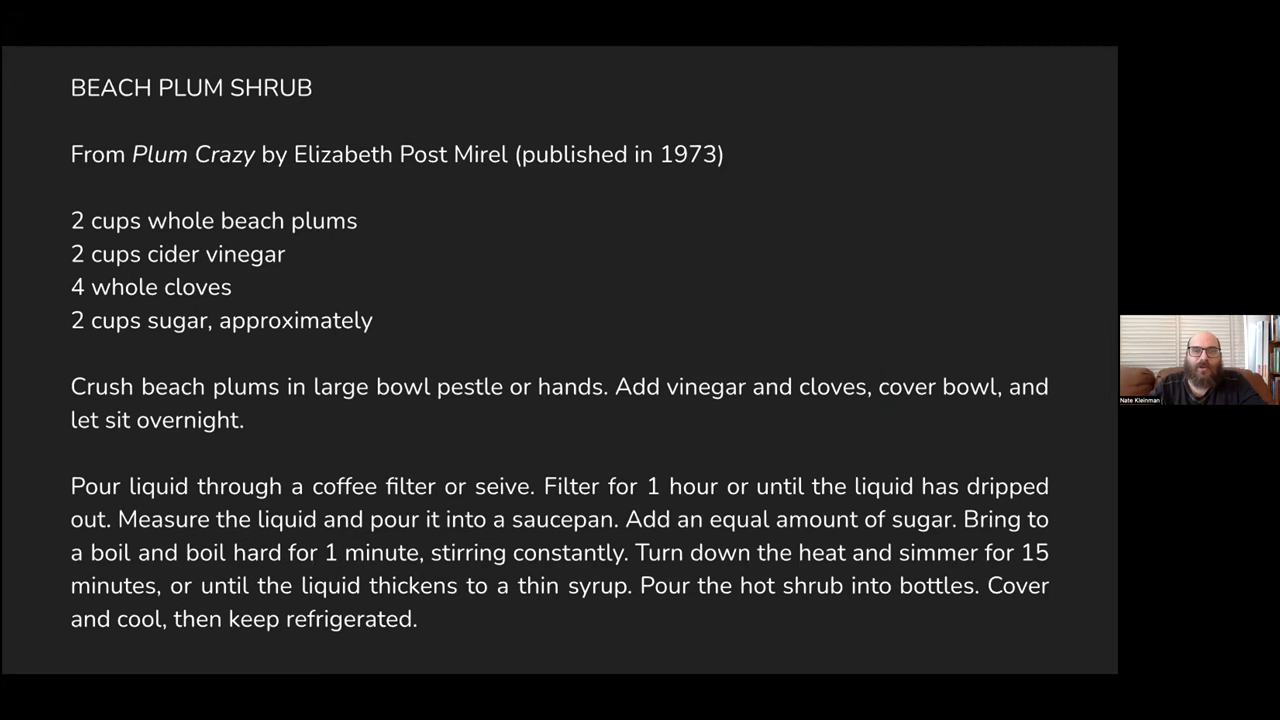 BEACH PLUM SHRUB
From Plum Crazy by Elizabeth Post Mirel (published in 1973)
2 cups whole beach plums
2 cups cider vinegar
4 whole cloves
2 cups sugar, approximately
Crush beach plums in large bowl pestle or hands. Add vinegar and cloves, cover bowl, and
let sit overnight.
Pour liquid through a coffee filter or seive. Filter for 1 hour or until the liquid has dripped
out. Measure the liquid and pour it into a saucepan. Add an equal amount of sugar. Bring to
a boil and boil hard for 1 minute, stirring constantly. Turn down the heat and simmer for 15
minutes, or until the liquid thickens to a thin syrup. Pour the hot shrub into bottles. Cover
and cool, then keep refrigerated.
Nate Kleinman